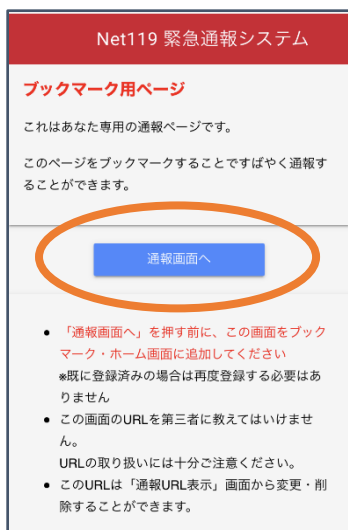 Net119 緊急通報システム
ブックマーク用ページ
これはあなた専用の通報ページです。
このページをブックマークすることですばやく通報す
ることができます。
通報画面へ
● 「通報画面へ」を押す前に、この画面をブック
マーク・ホーム画面に追加してください
※既に登録済みの場合は再度登録する必要はあ
りません
● この画面のURLを第三者に教えてはいけませ
ん。
URLの取り扱いには十分ご注意ください。
● このURLは「通報URL表示」画面から変更・削
除することができます。